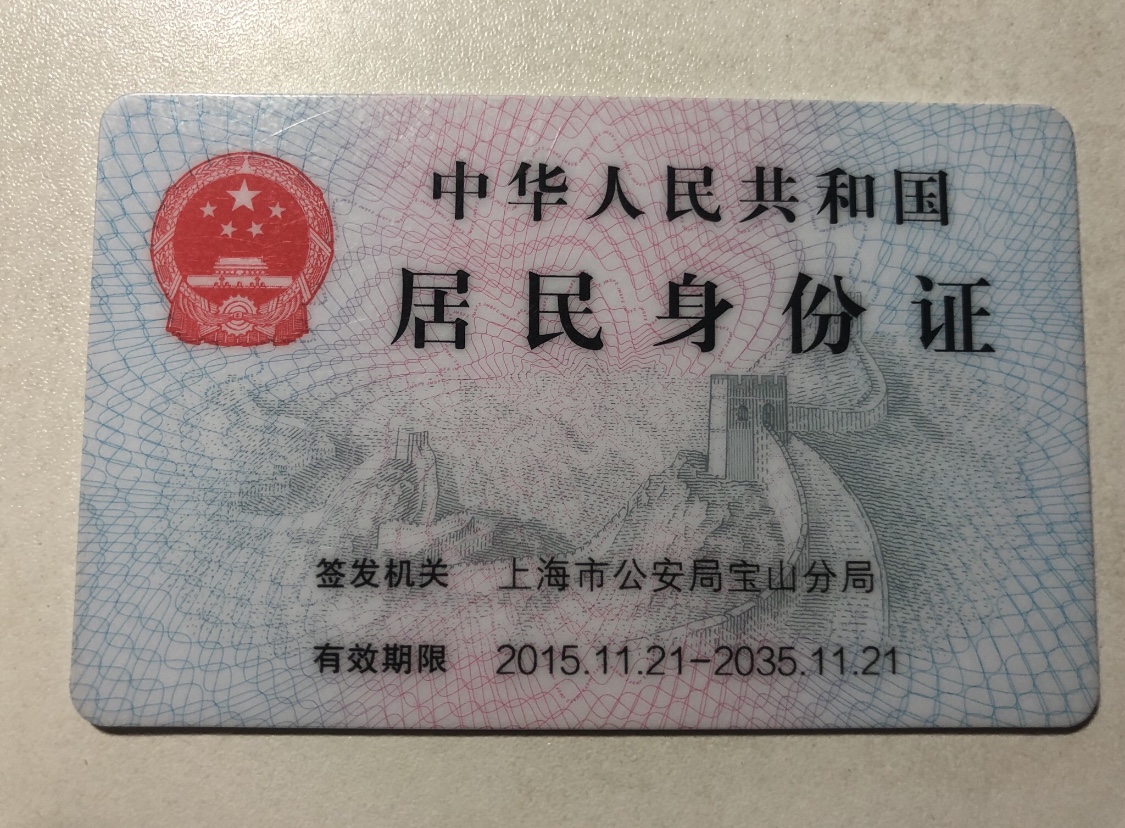 中华人民共和国
居民身份证
签发机关 上海市公安局宝山分局
有效期限 2015.11.21-2035.11.21